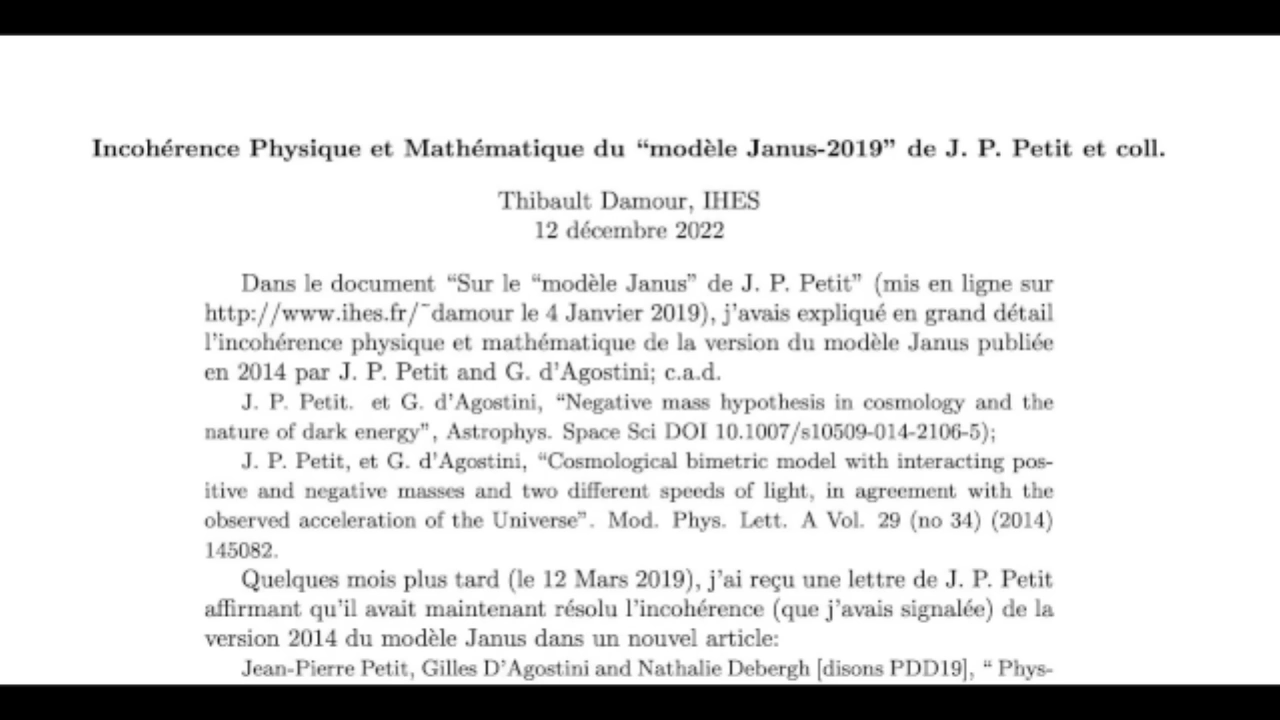 Incohérence Physique et Mathématique du “modèle Janus-2019” de J. P. Petit et coll.
Thibault Damour, IHES
12 décembre 2022
Dans le document “Sur le “modèle Janus” de J. P. Petit” (mis en ligne sur
http://www.ihes.fr/~damour le 4 Janvier 2019), j’avais expliqué en grand détail
l’incohérence physique et mathématique de la version du modèle Janus publiée
en 2014 par J. P. Petit and G. d’Agostini; c.a.d.
J. P. Petit. et G. d’Agostini, “Negative mass hypothesis in cosmology and the
nature of dark energy”, Astrophys. Space Sci DOI 10.1007/s10509-014-2106-5);
J. P. Petit, et G. d’Agostini, “Cosmological bimetric model with interacting pos-
itive and negative masses and two different speeds of light, in agreement with the
observed acceleration of the Universe”. Mod. Phys. Lett. A Vol. 29 (no 34) (2014)
145082.
Quelques mois plus tard (le 12 Mars 2019), j’ai reçu une lettre de J. P. Petit
affirmant qu’il avait maintenant résolu l’incohérence (que j’avais signalée) de la
version 2014 du modèle Janus dans un nouvel article:
Jean-Pierre Petit, Gilles D’Agostini and Nathalie Debergh [disons PDD19], “ Phys-